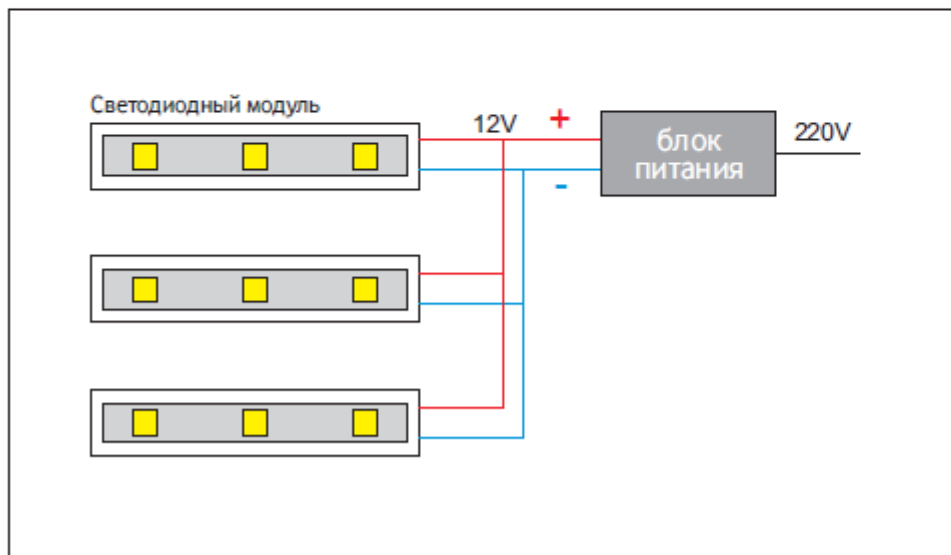 Светодиодный модуль
12V
+
-
блок
питания
220V